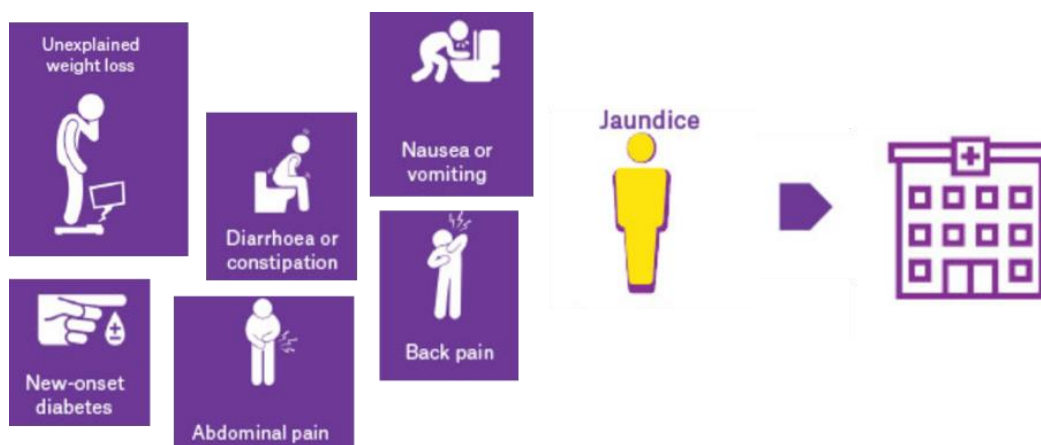 Unexplained
weight loss
Diarrhoea or
constipation
Nausea or
vomiting
New-onset
diabetes
Abdominal pain
Back pain
Jaundice